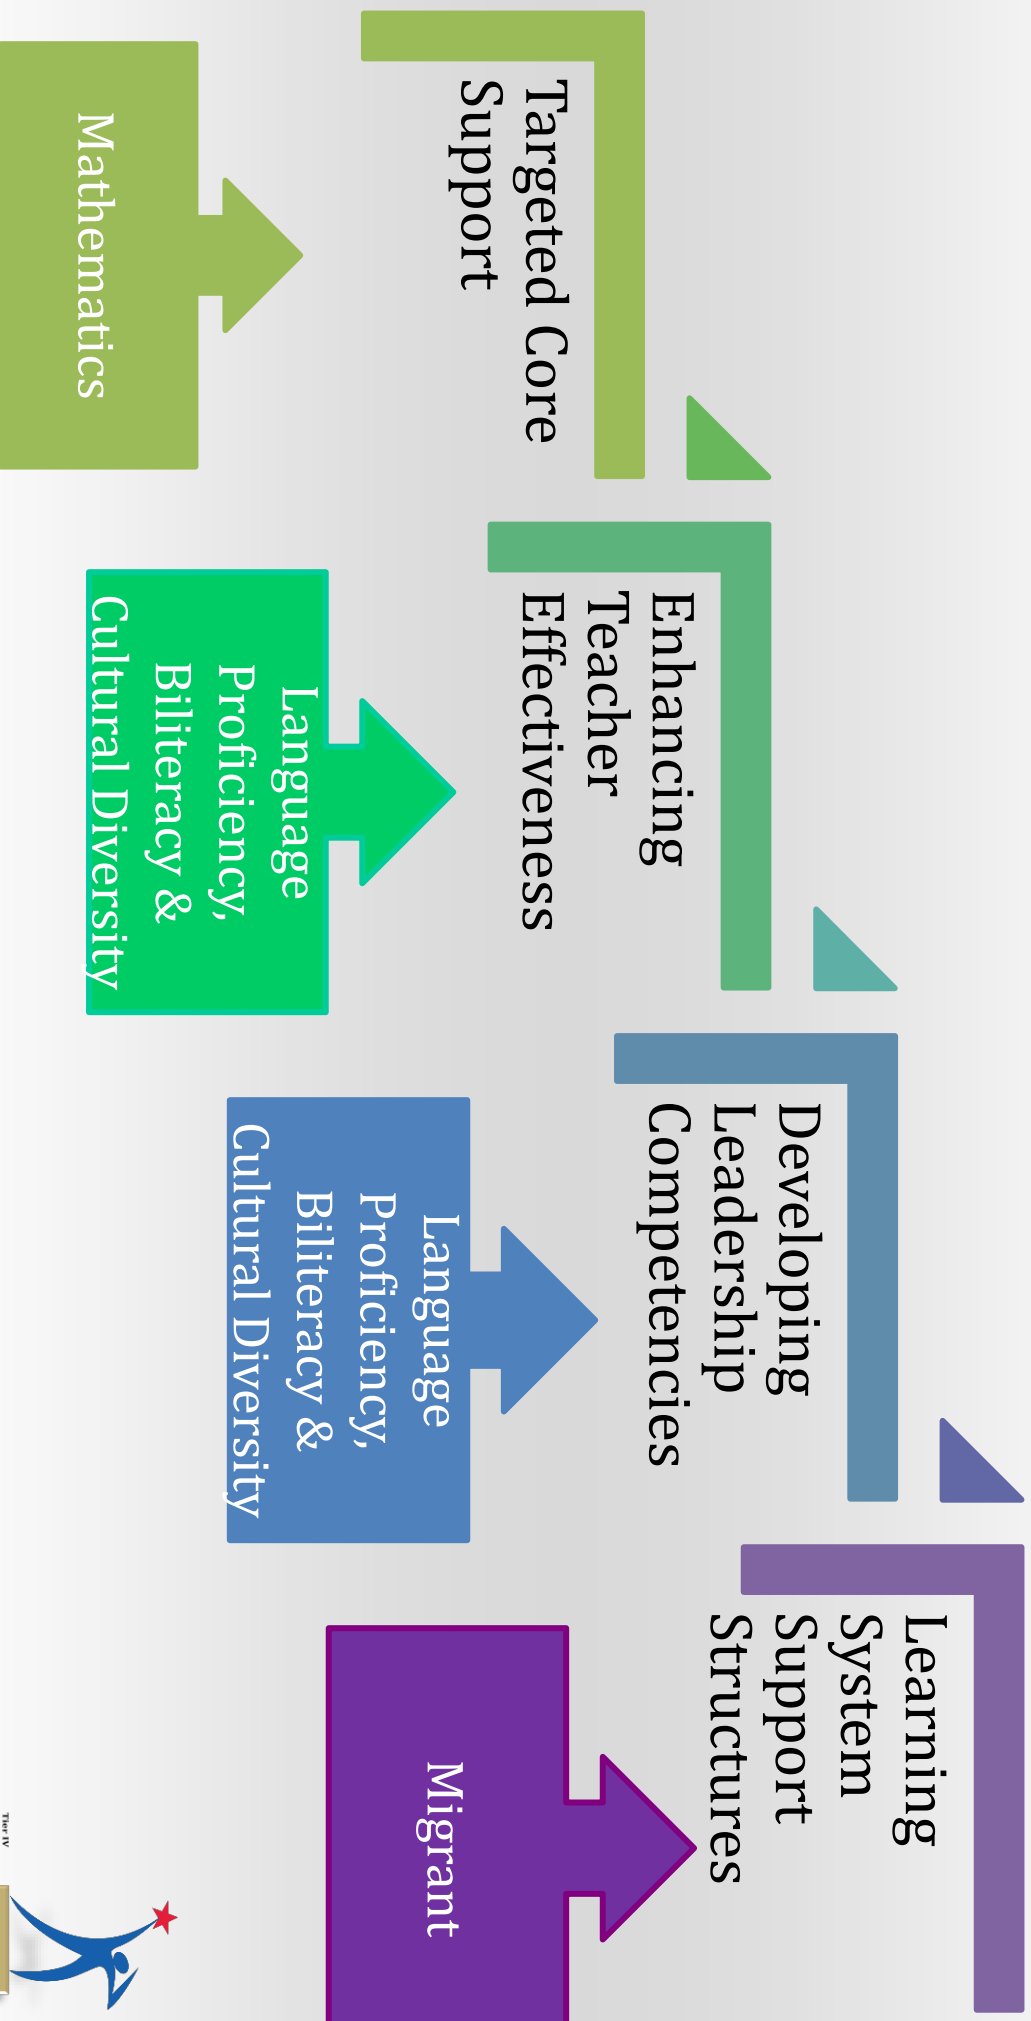 Targeted Core
Support
Mathematics
Enhancing
Teacher
Effectiveness
Language
Proficiency,
Biliteracy &
Cultural Diversity
Developing
Leadership
Competencies
Language
Proficiency,
Biliteracy &
Cultural Diversity
Learning
System
Support
Structures
Migrant
Tier IV